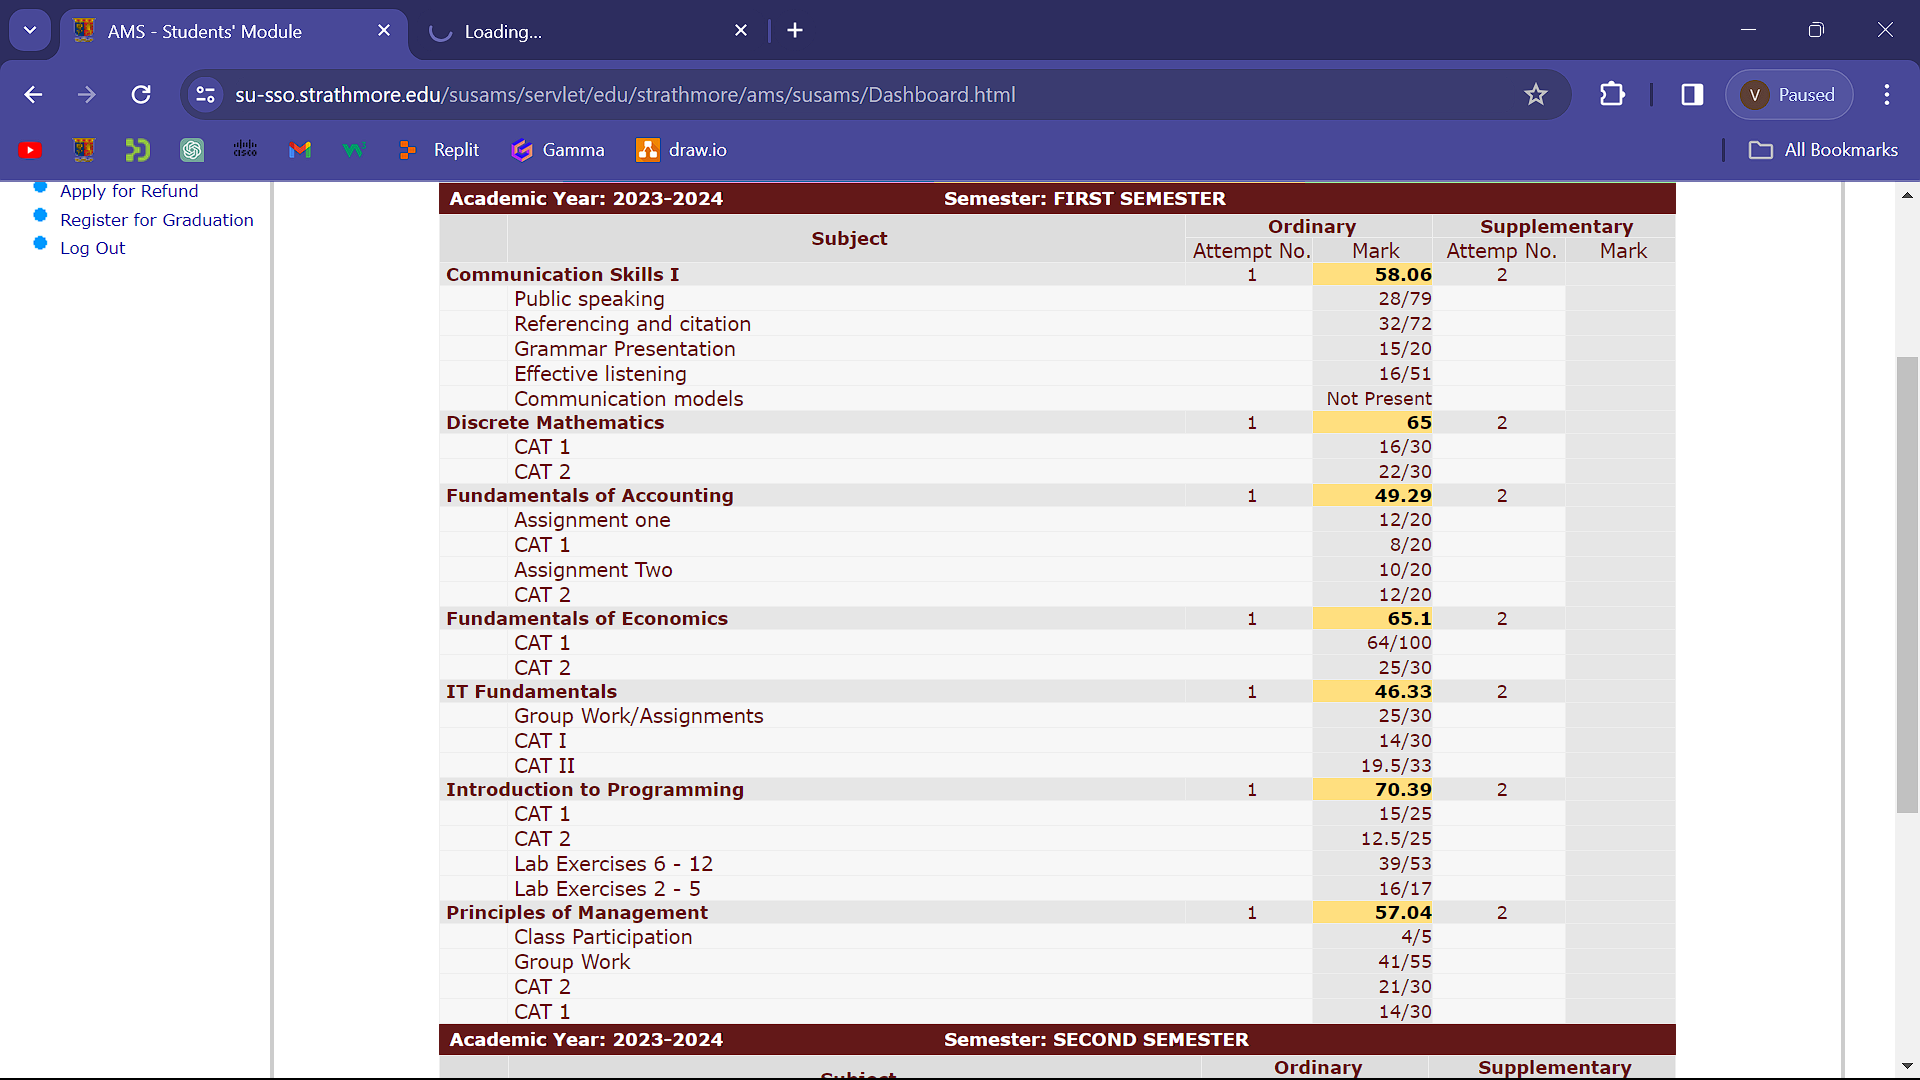 AMS - Students' Module
Loading...
su-sso.strathmore.edu/susams/servlet/edu/strathmore/ams/susams/Dashboard.html
V Paused
cisco Replit Gamma draw.io All Bookmarks
Apply for Refund
Register for Graduation
Log Out
Academic Year: 2023-2024 Semester: FIRST SEMESTER
Subject Ordinary Supplementary
Attempt No. Mark Attemp No. Mark
Communication Skills I 1 58.06 2
Public speaking 28/79
Referencing and citation 32/72
Grammar Presentation 15/20
Effective listening 16/51
Communication models Not Present
Discrete Mathematics 1 65 2
CAT 1 16/30
CAT 2 22/30
Fundamentals of Accounting 1 49.29 2
Assignment one 12/20
CAT 1 8/20
Assignment Two 10/20
CAT 2 12/20
Fundamentals of Economics 1 65.1 2
CAT 1 64/100
CAT 2 25/30
IT Fundamentals 1 46.33 2
Group Work/Assignments 25/30
CAT I 14/30
CAT II 19.5/33
Introduction to Programming 1 70.39 2
CAT 1 15/25
CAT 2 12.5/25
Lab Exercises 6 - 12 39/53
Lab Exercises 2 - 5 16/17
Principles of Management 1 57.04 2
Class Participation 4/5
Group Work 41/55
CAT 2 21/30
CAT 1 14/30
Academic Year: 2023-2024 Semester: SECOND SEMESTER
Ordinary Supplementary
Subject